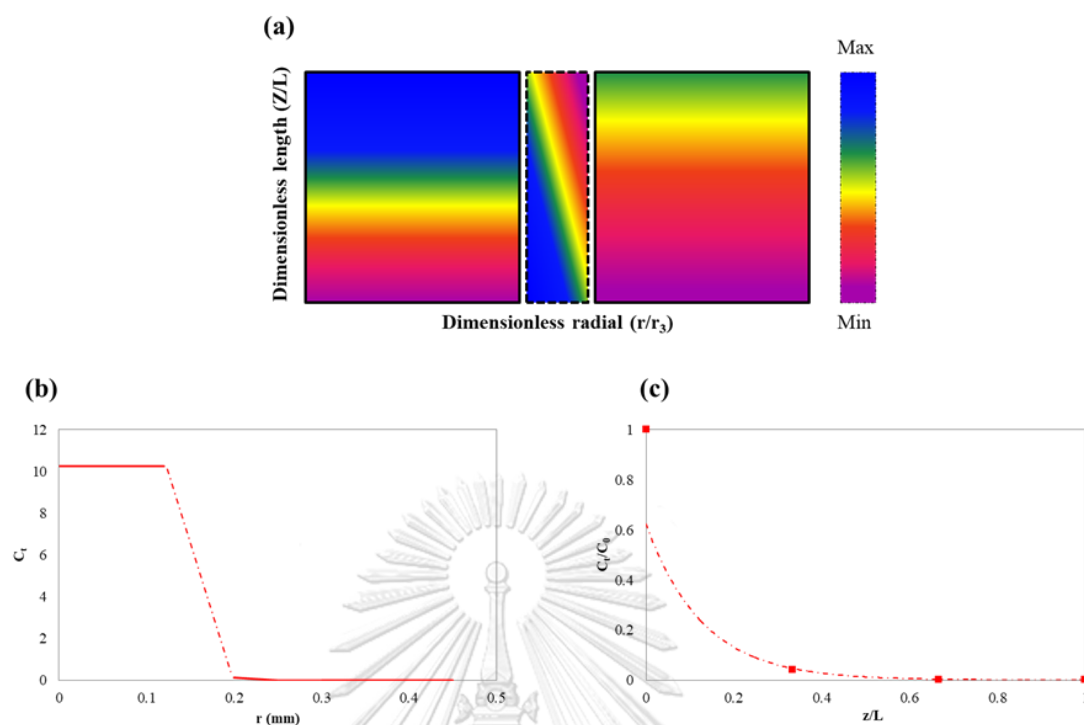 (a)
Max
Dimensionless length (Z/L)
Min
Dimensionless radial (r/r₃)
(b)
12
10
8
6
4
2
0
Cₜ
0 0.1 0.2 0.3 0.4 0.5
r (mm)
(c)
1
0.8
0.6
0.4
0.2
0
Cₜ/C₀
0 0.2 0.4 0.6 0.8 1
z/L